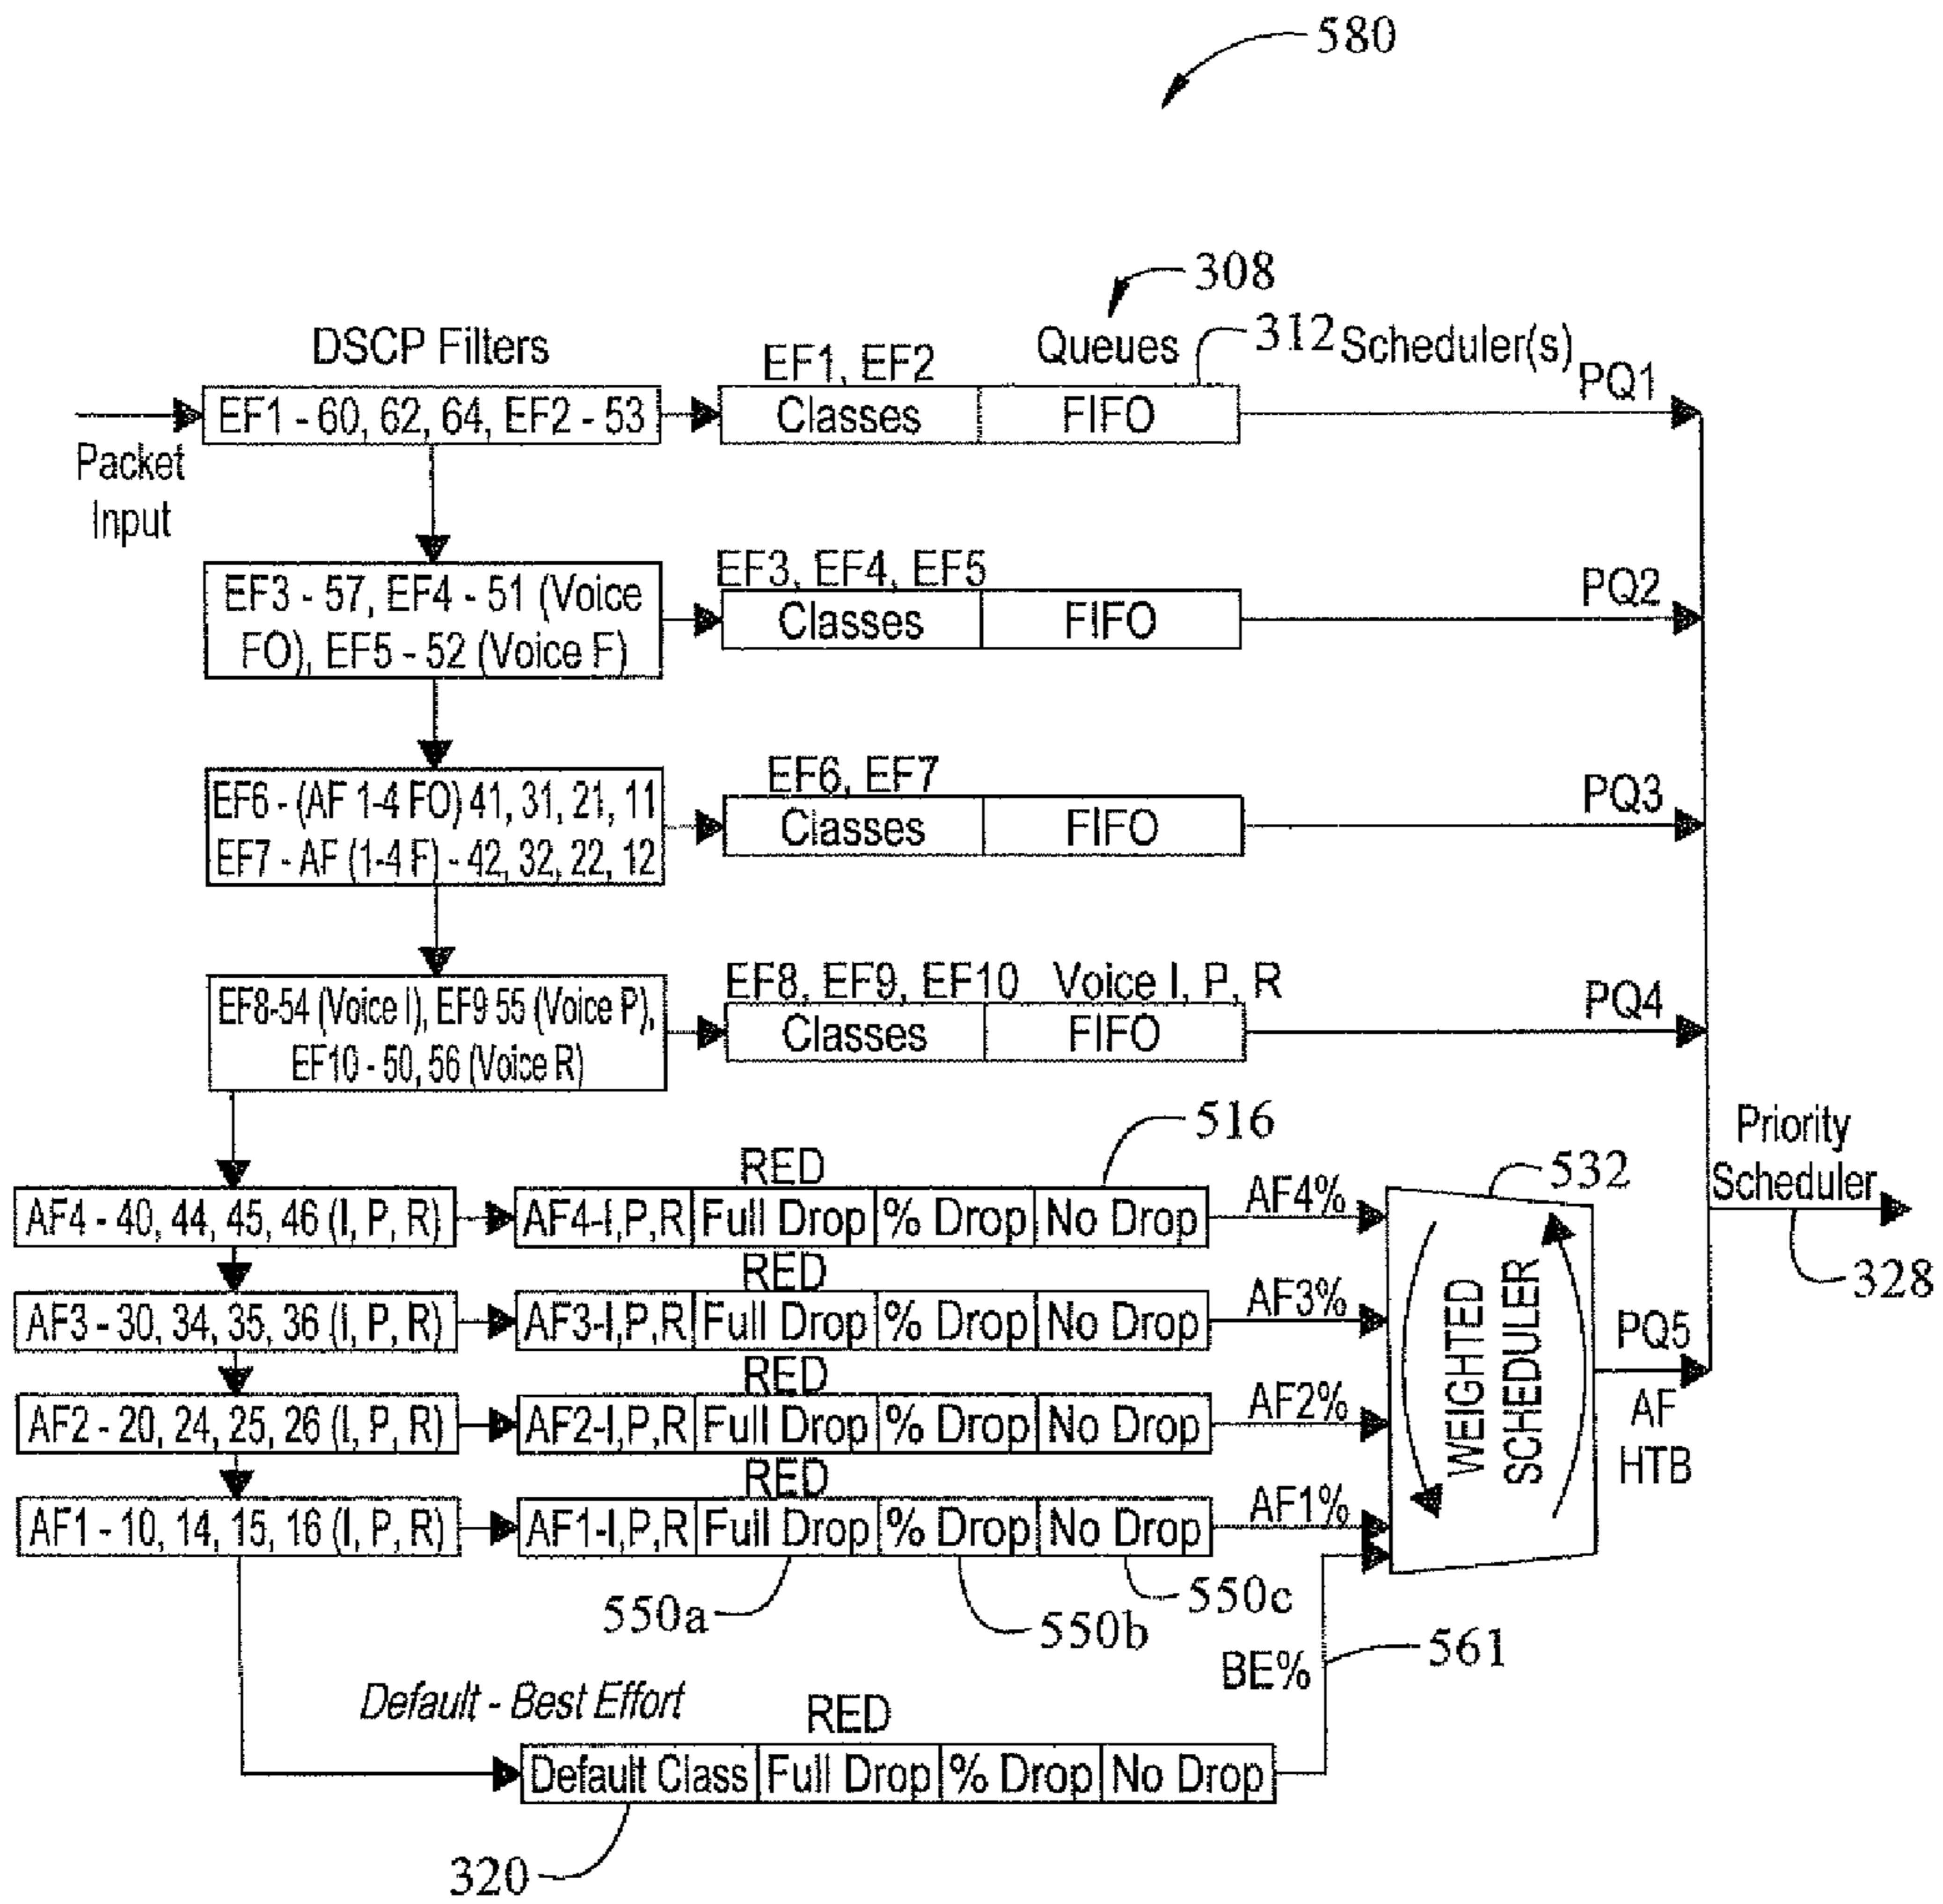 580
308
DSCP Filters
Queues
312
Scheduler(s)
EF1, EF2
PQ1
EF1 - 60, 62, 64, EF2 - 53
Classes
FIFO
Packet
Input
EF3, EF4, EF5
PQ2
EF3 - 57, EF4 - 51 (Voice
FO), EF5 - 52 (Voice F)
Classes
FIFO
EF6, EF7
PQ3
EF6 - (AF 1-4 FO) 41, 31, 21, 11
EF7 - AF (1-4 F) - 42, 32, 22, 12
Classes
FIFO
EF8, EF9, EF10 Voice I, P, R
PQ4
EF8-54 (Voice I), EF9 55 (Voice P),
EF10 - 50, 56 (Voice R)
Classes
FIFO
516
Priority
Scheduler
328
RED
532
AF4 - 40, 44, 45, 46 (I, P, R)
AF4-I,P,R
Full Drop
% Drop
No Drop
AF4%
RED
AF3 - 30, 34, 35, 36 (I, P, R)
AF3-I,P,R
Full Drop
% Drop
No Drop
AF3%
WEIGHTED
SCHEDULER
PQ5
AF
HTB
RED
AF2 - 20, 24, 25, 26 (I, P, R)
AF2-I,P,R
Full Drop
% Drop
No Drop
AF2%
RED
AF1 - 10, 14, 15, 16 (I, P, R)
AF1-I,P,R
Full Drop
% Drop
No Drop
AF1%
550a
550b
550c
BE%
561
Default - Best Effort
RED
Default Class
Full Drop
% Drop
No Drop
320